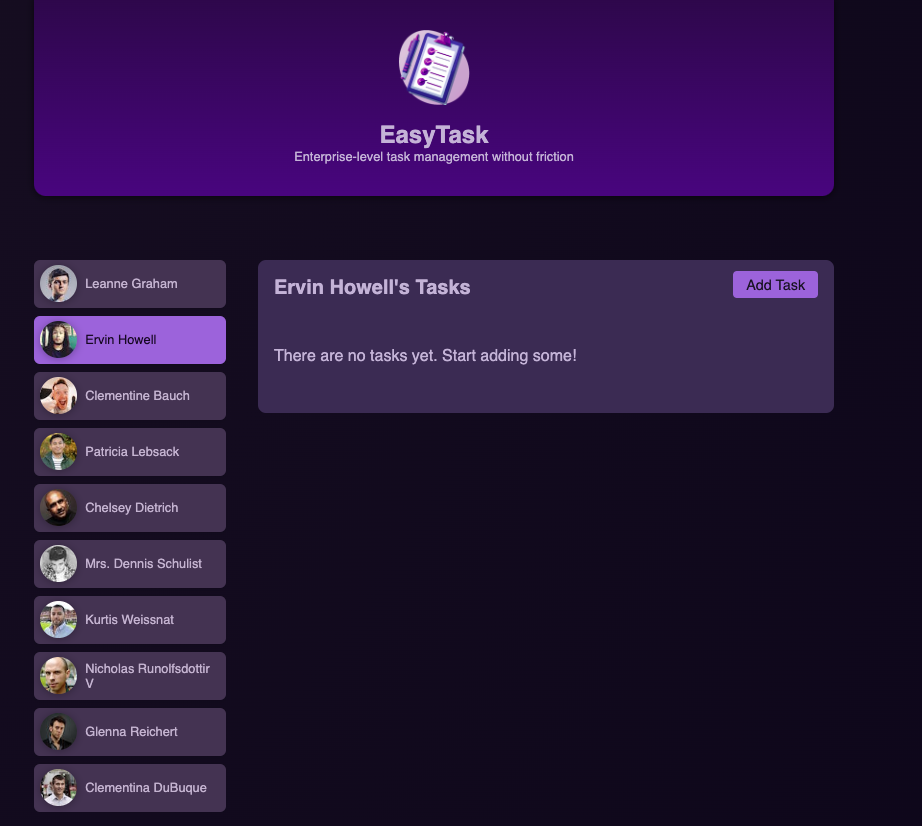 EasyTask
Enterprise-level task management without friction
Leanne Graham
Ervin Howell
Clementine Bauch
Patricia Lebsack
Chelsey Dietrich
Mrs. Dennis Schulist
Kurtis Weissnat
Nicholas Runolfsdottir
V
Glenna Reichert
Clementina DuBuque
Ervin Howell's Tasks
Add Task
There are no tasks yet. Start adding some!